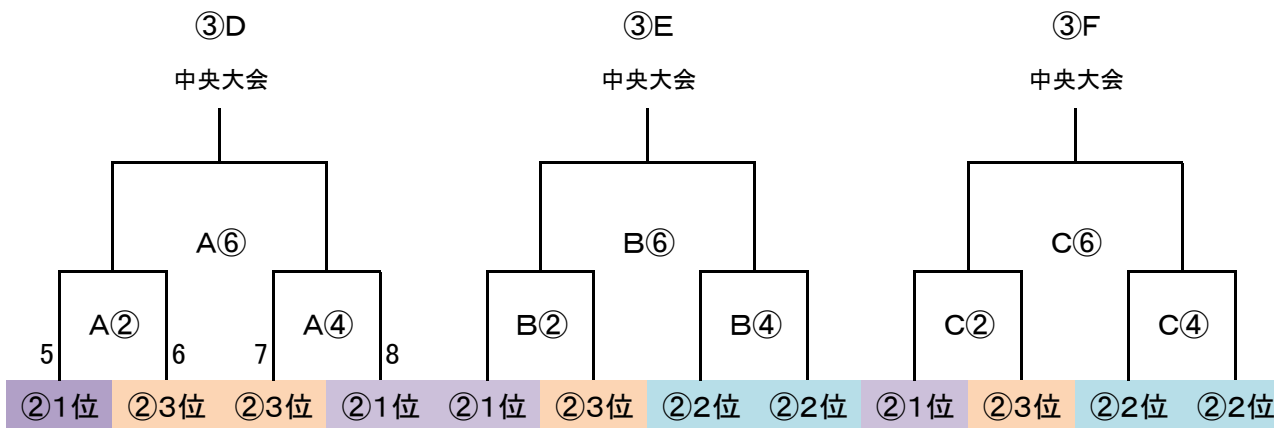 ③D ③E ③F
中央大会 中央大会 中央大会
A⑥ B⑥ C⑥
A② A④ B② B④ C② C④
5 6 7 8
②1位 ②3位 ②3位 ②1位 ②1位 ②3位 ②2位 ②2位 ②1位 ②3位 ②2位 ②2位